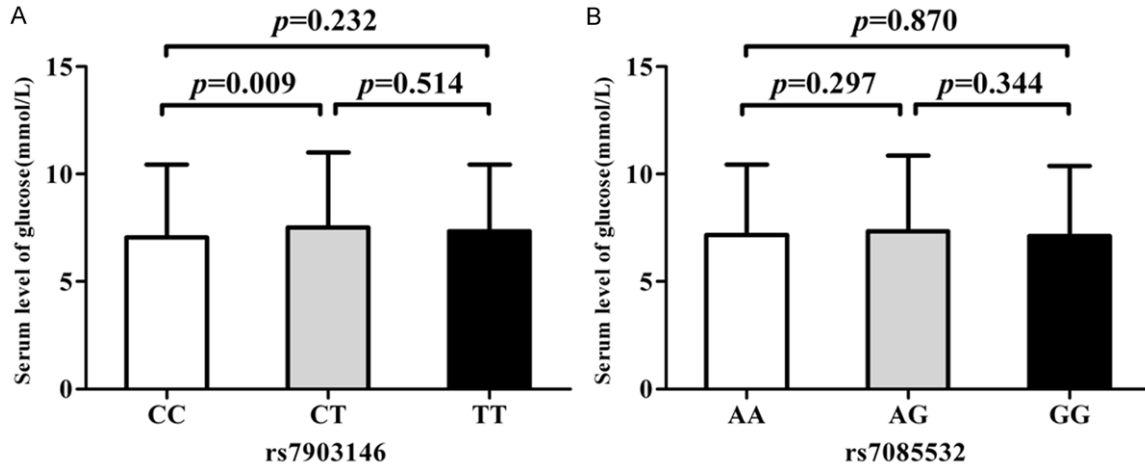 A
p=0.232
p=0.009
p=0.514
Serum level of glucose(mmol/L)
15
10
5
0
CC
CT
TT
rs7903146
B
p=0.870
p=0.297
p=0.344
Serum level of glucose(mmol/L)
15
10
5
0
AA
AG
GG
rs7085532